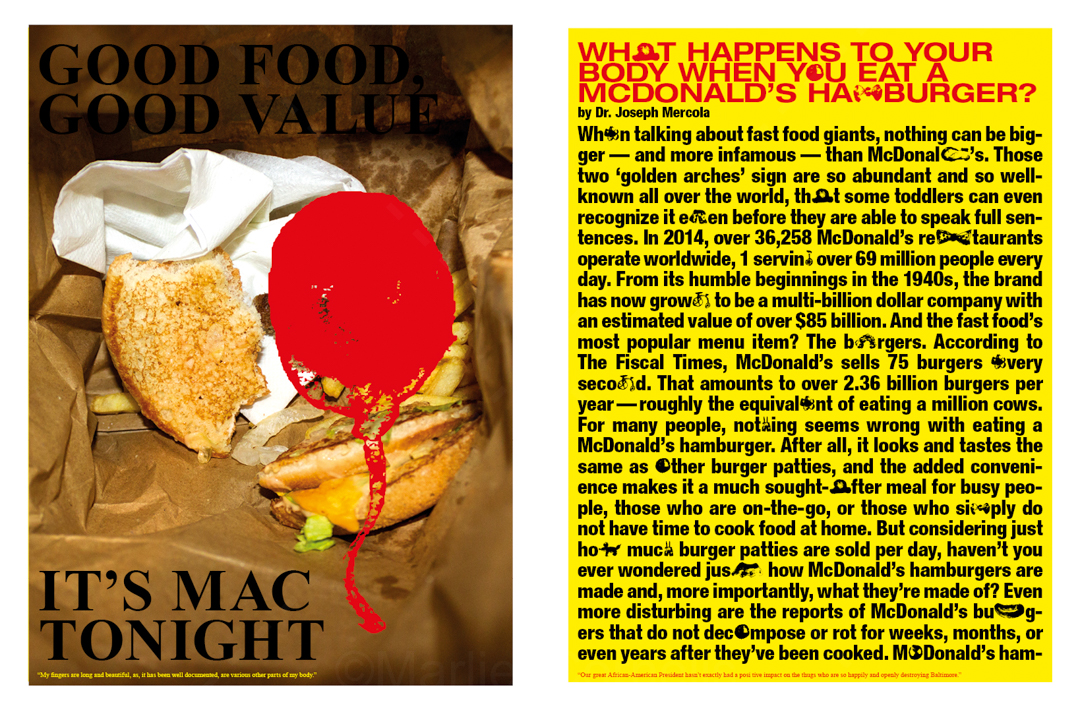 GOOD FOOD,
GOOD VALUE
IT'S MAC
TONIGHT
"My fingers are long and beautiful, as, it has been well documented, are various other parts of my body."
WHAT HAPPENS TO YOUR
BODY WHEN YOU EAT A
MCDONALD'S HAMBURGER?
by Dr. Joseph Mercola
When talking about fast food giants, nothing can be big-
ger — and more infamous — than McDonald's. Those
two 'golden arches' sign are so abundant and so well-
known all over the world, that some toddlers can even
recognize it even before they are able to speak full sen-
tences. In 2014, over 36,258 McDonald's restaurants
operate worldwide, 1 serving over 69 million people every
day. From its humble beginnings in the 1940s, the brand
has now grown to be a multi-billion dollar company with
an estimated value of over $85 billion. And the fast food's
most popular menu item? The burgers. According to
The Fiscal Times, McDonald's sells 75 burgers every
second. That amounts to over 2.36 billion burgers per
year — roughly the equivalent of eating a million cows.
For many people, nothing seems wrong with eating a
McDonald's hamburger. After all, it looks and tastes the
same as other burger patties, and the added conveni-
ence makes it a much sought-after meal for busy peo-
ple, those who are on-the-go, or those who simply do
not have time to cook food at home. But considering just
how much burger patties are sold per day, haven't you
ever wondered just how McDonald's hamburgers are
made and, more importantly, what they're made of? Even
more disturbing are the reports of McDonald's burg-
ers that do not decompose or rot for weeks, months, or
even years after they've been cooked. McDonald's ham-
"Our great African-American President hasn't exactly had a positive impact on the thugs who are so happily and openly destroying Baltimore."